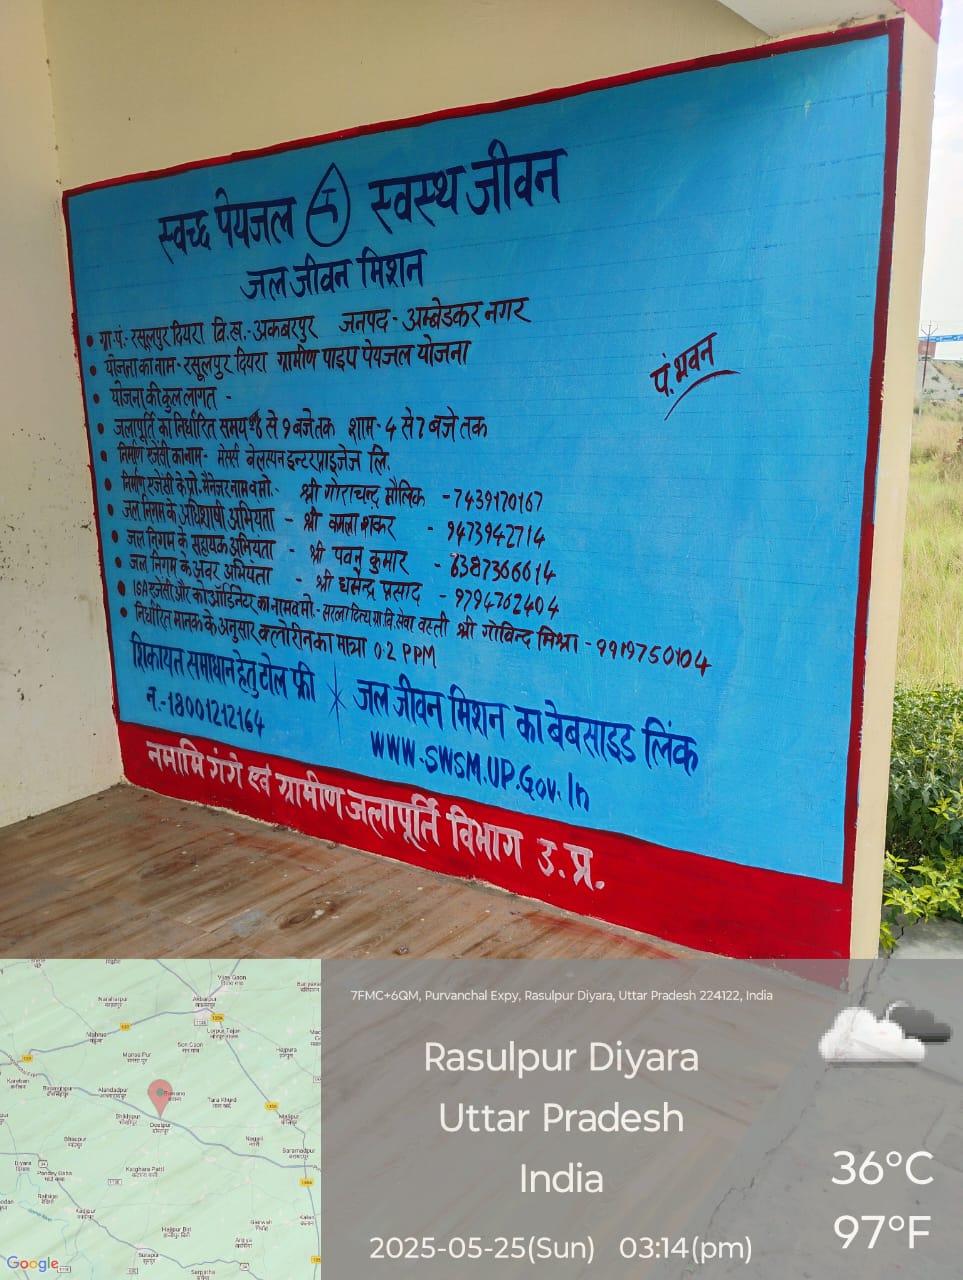 स्वच्छ पेयजल स्वस्थ जीवन
जल जीवन मिशन
• ग्रा.पं.- रसूलपुर दियरा वि.ख.- अकबरपुर जनपद - अम्बेडकर नगर
• योजना का नाम - रसूलपुर दियरा ग्रामीण पाइप पेयजल योजना
• योजना की कुल लागत -
पं. भवन
• जलापूर्ति का निर्धारित समय 8 से 9 बजे तक शाम - 4 से 7 बजे तक
• निर्माण एजेंसी का नाम - मेसर्स वेलस्पन इन्टरप्राइजेज लि.
• निर्माण एजेंसी के प्रो. मैनेजर नाम व मो. - श्री गोराचन्द्र मौलिक - 7439170167
• जल निगम के अधिशाषी अभियंता - श्री कमला शंकर - 9473942714
• जल निगम के सहायक अभियंता - श्री पवन कुमार - 8387366614
• जल निगम के अवर अभियंता - श्री धर्मेन्द्र प्रसाद - 9794762404
• ISA एजेंसी और कोऑर्डिनेटर का नाम व मो. - सरला दित्य ग्रा. वि. सेवा बस्ती श्री गोविन्द मिश्रा - 9919750104
• निर्धारित मानक के अनुसार क्लोरीन का मात्रा 0.2 PPM
शिकायत समाधान हेतु टोल फ्री
न.-18001212164
जल जीवन मिशन का बेबसाइड लिंक
WWW.SWSM.UP.Gov.In
नमामि गंगे एवं ग्रामीण जलापूर्ति विभाग उ.प्र.
7FMC+6QM, Purvanchal Expy, Rasulpur Diyara, Uttar Pradesh 224122, India
Rasulpur Diyara
Uttar Pradesh
India
36°C
97°F
2025-05-25(Sun) 03:14(pm)
Google